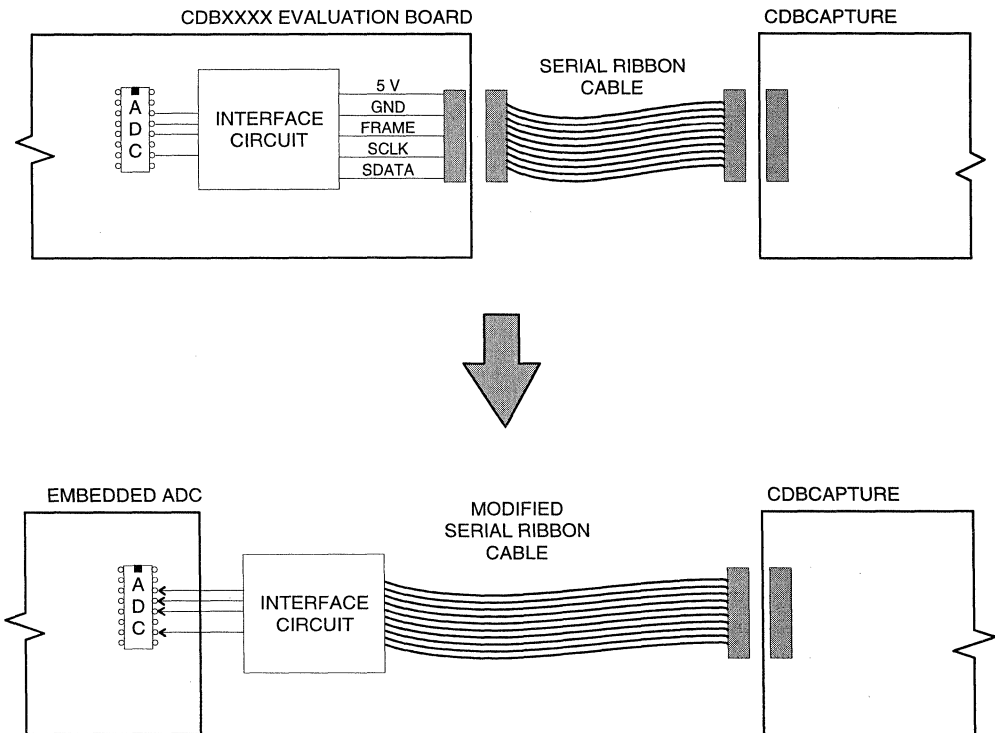 CDBXXXX EVALUATION BOARD
CDBCAPTURE
SERIAL RIBBON
CABLE
A
D
C
INTERFACE
CIRCUIT
5 V
GND
FRAME
SCLK
SDATA
EMBEDDED ADC
MODIFIED
SERIAL RIBBON
CABLE
CDBCAPTURE
A
D
C
INTERFACE
CIRCUIT